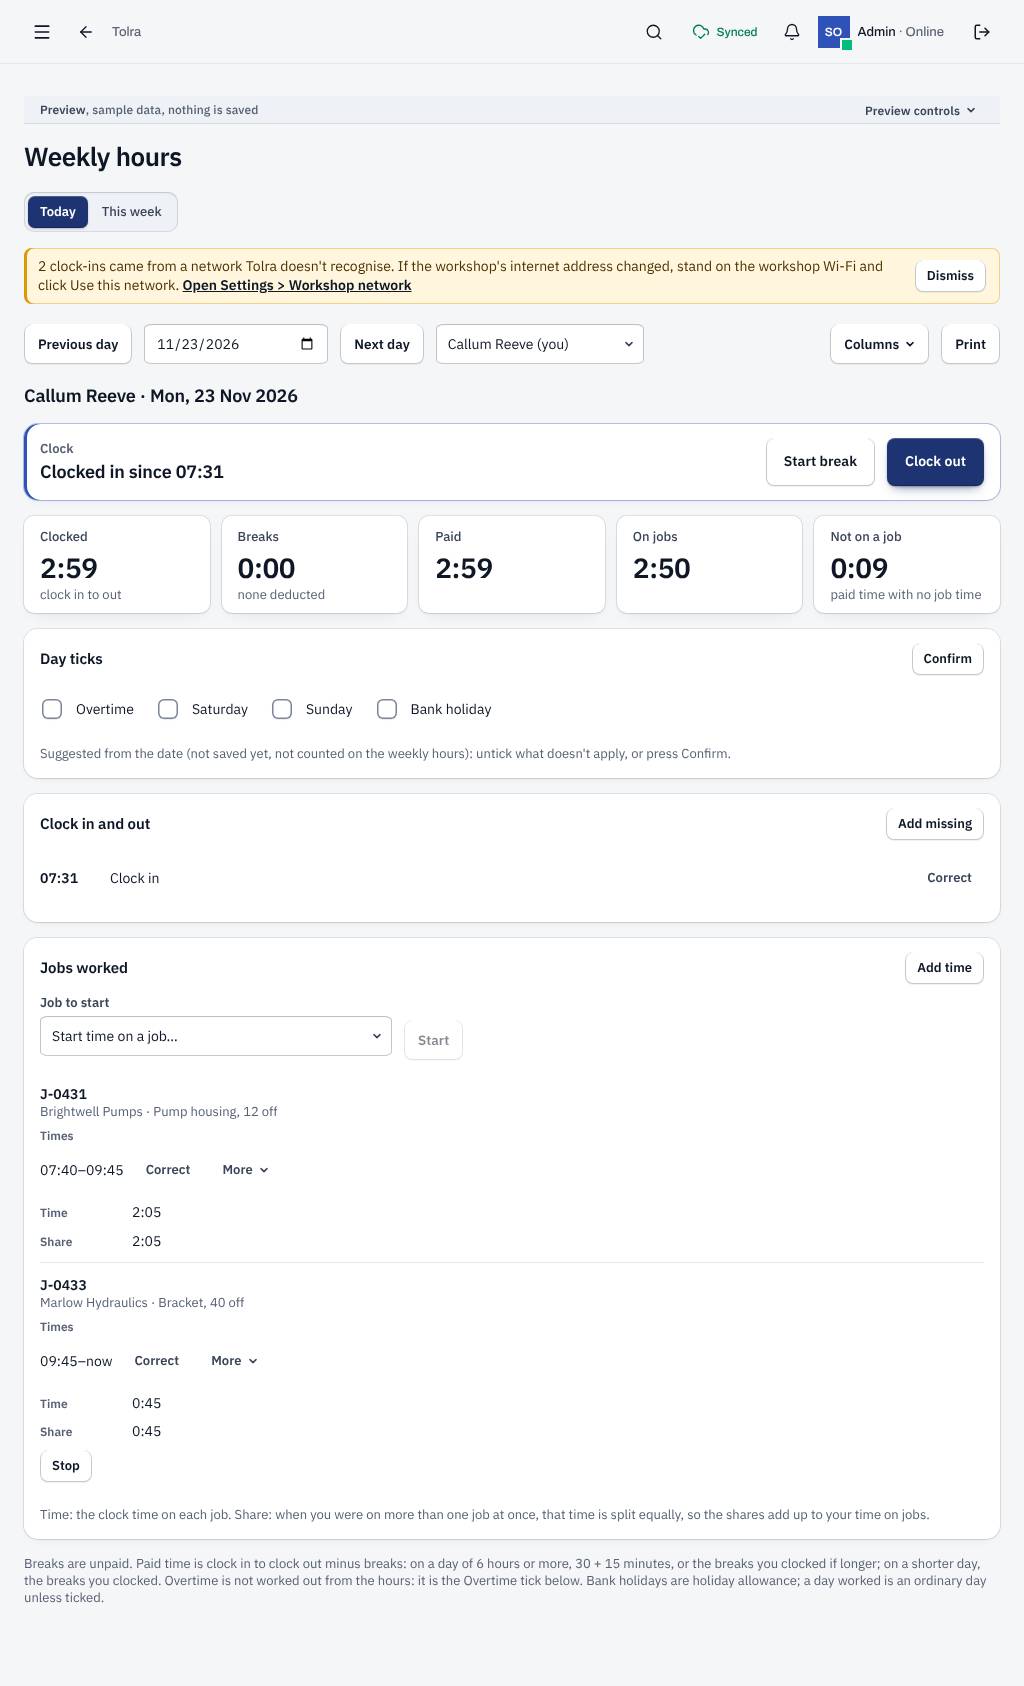 Tolra
Synced
SO
Admin · Online
Preview, sample data, nothing is saved
Preview controls
Weekly hours
Today
This week
2 clock-ins came from a network Tolra doesn't recognise. If the workshop's internet address changed, stand on the workshop Wi-Fi and
click Use this network. Open Settings > Workshop network
Dismiss
Previous day
11/23/2026
Next day
Callum Reeve (you)
Columns
Print
Callum Reeve · Mon, 23 Nov 2026
Clock
Clocked in since 07:31
Start break
Clock out
Clocked
2:59
clock in to out
Breaks
0:00
none deducted
Paid
2:59
On jobs
2:50
Not on a job
0:09
paid time with no job time
Day ticks
Confirm
Overtime
Saturday
Sunday
Bank holiday
Suggested from the date (not saved yet, not counted on the weekly hours): untick what doesn't apply, or press Confirm.
Clock in and out
Add missing
07:31
Clock in
Correct
Jobs worked
Add time
Job to start
Start time on a job...
Start
J-0431
Brightwell Pumps · Pump housing, 12 off
Times
07:40–09:45
Correct
More
Time
2:05
Share
2:05
J-0433
Marlow Hydraulics · Bracket, 40 off
Times
09:45–now
Correct
More
Time
0:45
Share
0:45
Stop
Time: the clock time on each job. Share: when you were on more than one job at once, that time is split equally, so the shares add up to your time on jobs.
Breaks are unpaid. Paid time is clock in to clock out minus breaks: on a day of 6 hours or more, 30 + 15 minutes, or the breaks you clocked if longer; on a shorter day,
the breaks you clocked. Overtime is not worked out from the hours: it is the Overtime tick below. Bank holidays are holiday allowance; a day worked is an ordinary day
unless ticked.